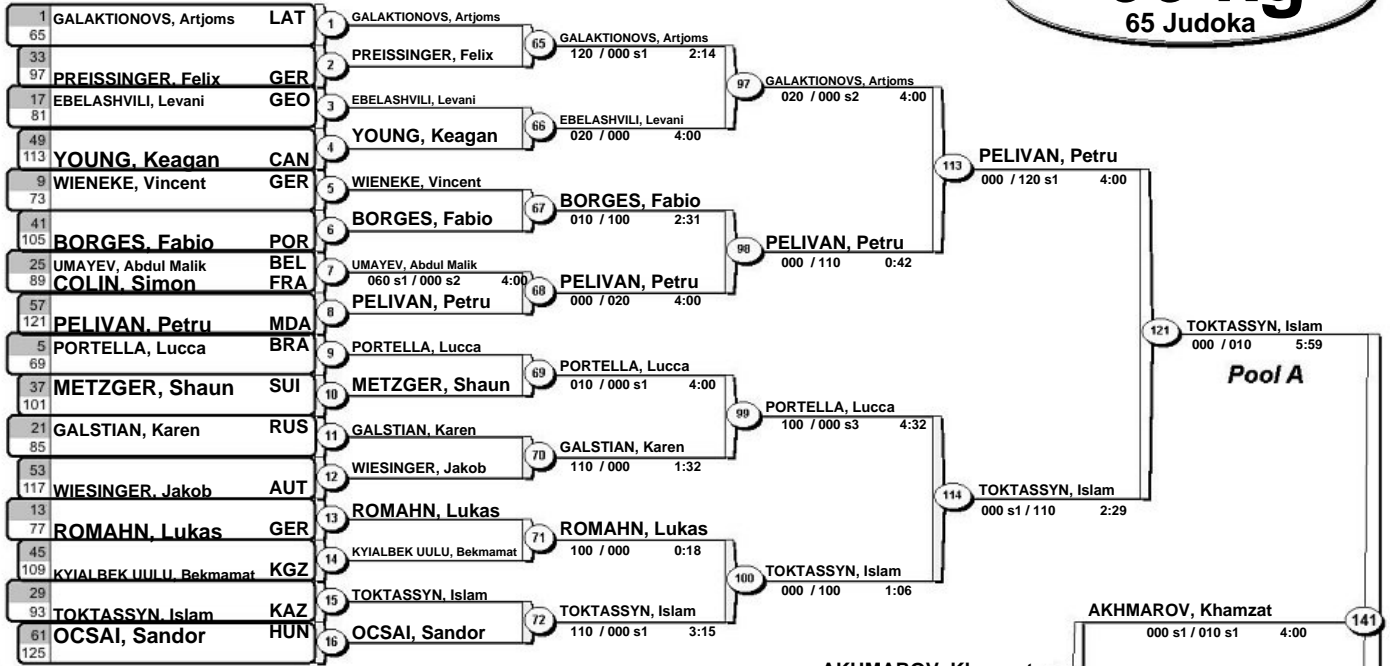 65 Judoka
1 GALAKTIONOVS, Artjoms LAT
65
33
97 PREISSINGER, Felix GER
17 EBELASHVILI, Levani GEO
81
49
113 YOUNG, Keagan CAN
9 WIENEKE, Vincent GER
73
41
105 BORGES, Fabio POR
25 UMAYEV, Abdul Malik BEL
89 COLIN, Simon FRA
57
121 PELIVAN, Petru MDA
5 PORTELLA, Lucca BRA
69
37 METZGER, Shaun SUI
101
21 GALSTIAN, Karen RUS
85
53
117 WIESINGER, Jakob AUT
13
77 ROMAHN, Lukas GER
45
109 KYIALBEK UULU, Bekmamat KGZ
29
93 TOKTASSYN, Islam KAZ
61 OCSAI, Sandor HUN
125
1 GALAKTIONOVS, Artjoms
2 PREISSINGER, Felix
3 EBELASHVILI, Levani
4 YOUNG, Keagan
5 WIENEKE, Vincent
6 BORGES, Fabio
7 UMAYEV, Abdul Malik
060 s1 / 000 s2 4:00
8 PELIVAN, Petru
9 PORTELLA, Lucca
10 METZGER, Shaun
11 GALSTIAN, Karen
12 WIESINGER, Jakob
13 ROMAHN, Lukas
14 KYIALBEK UULU, Bekmamat
15 TOKTASSYN, Islam
16 OCSAI, Sandor
65 GALAKTIONOVS, Artjoms
120 / 000 s1 2:14
66 EBELASHVILI, Levani
020 / 000 4:00
67 BORGES, Fabio
010 / 100 2:31
68 PELIVAN, Petru
000 / 020 4:00
69 PORTELLA, Lucca
010 / 000 s1 4:00
70 GALSTIAN, Karen
110 / 000 1:32
71 ROMAHN, Lukas
100 / 000 0:18
72 TOKTASSYN, Islam
110 / 000 s1 3:15
97 GALAKTIONOVS, Artjoms
020 / 000 s2 4:00
98 PELIVAN, Petru
000 / 110 0:42
99 PORTELLA, Lucca
100 / 000 s3 4:32
100 TOKTASSYN, Islam
000 / 100 1:06
113 PELIVAN, Petru
000 / 120 s1 4:00
114 TOKTASSYN, Islam
000 s1 / 110 2:29
121 TOKTASSYN, Islam
000 / 010 5:59
Pool A
AKHMAROV, Khamzat 141
000 s1 / 010 s1 4:00